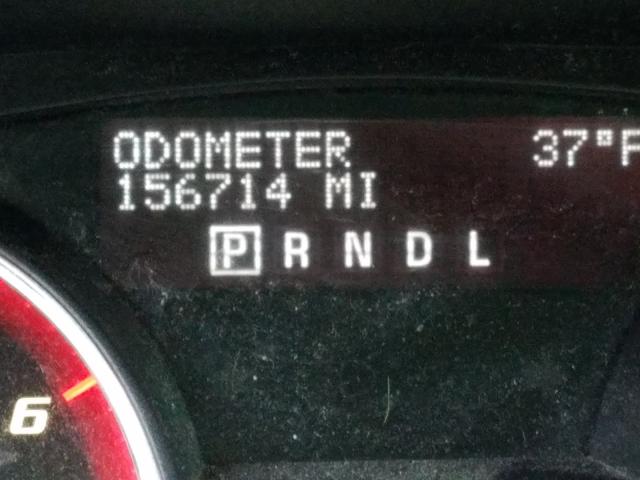 ODOMETER 37°F
156714 MI
P R N D L
6